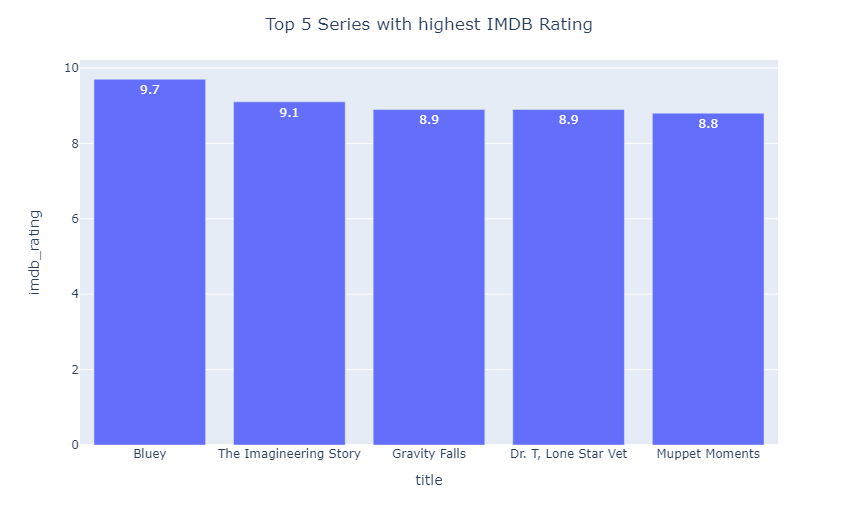 Top 5 Series with highest IMDB Rating
10
8
6
4
2
0
imdb_rating
9.7
9.1
8.9
8.9
8.8
Bluey
The Imagineering Story
Gravity Falls
Dr. T, Lone Star Vet
Muppet Moments
title